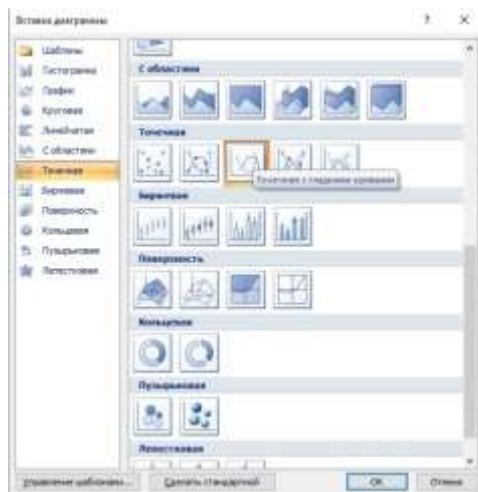 Вставка диаграммы
Шаблоны
Гистограмма
График
Круговая
Линейчатая
С областями
Точечная
Биржевая
Поверхность
Кольцевая
Пузырьковая
Лепестковая
С областями
Точечная
Точечная с гладкими кривыми
Биржевая
Поверхность
Кольцевая
Пузырьковая
Лепестковая
Управление шаблонами...
Сделать стандартной
ОК
Отмена